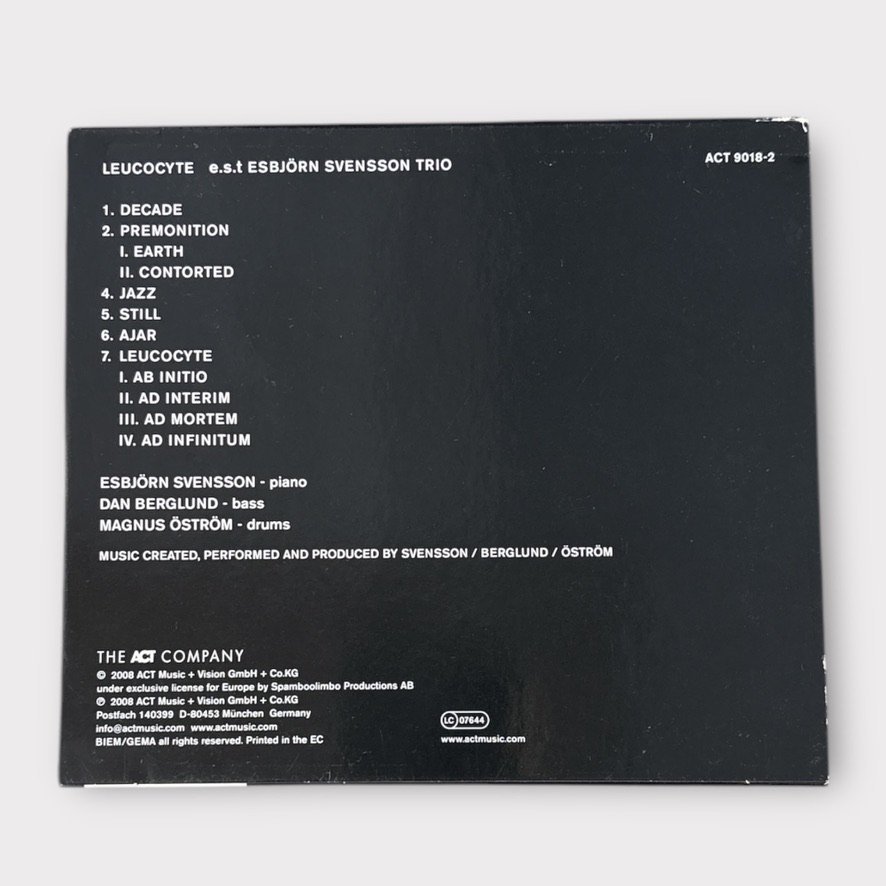 LEUCOCYTE e.s.t ESBJÖRN SVENSSON TRIO
ACT 9018-2
1. DECADE
2. PREMONITION
I. EARTH
II. CONTORTED
4. JAZZ
5. STILL
6. AJAR
7. LEUCOCYTE
I. AB INITIO
II. AD INTERIM
III. AD MORTEM
IV. AD INFINITUM
ESBJÖRN SVENSSON - piano
DAN BERGLUND - bass
MAGNUS ÖSTRÖM - drums
MUSIC CREATED, PERFORMED AND PRODUCED BY SVENSSON / BERGLUND / ÖSTRÖM
THE ACT COMPANY
© 2008 ACT Music + Vision GmbH + Co.KG
under exclusive license for Europe by Spamboolimbo Productions AB
℗ 2008 ACT Music + Vision GmbH + Co.KG
Postfach 140399 D-80453 München Germany
info@actmusic.com www.actmusic.com
BIEM/GEMA all rights reserved. Printed in the EC
LC 07644
www.actmusic.com